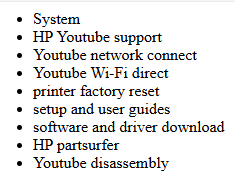 System
HP Youtube support
Youtube network connect
Youtube Wi-Fi direct
printer factory reset
setup and user guides
software and driver download
HP partsurfer
Youtube disassembly